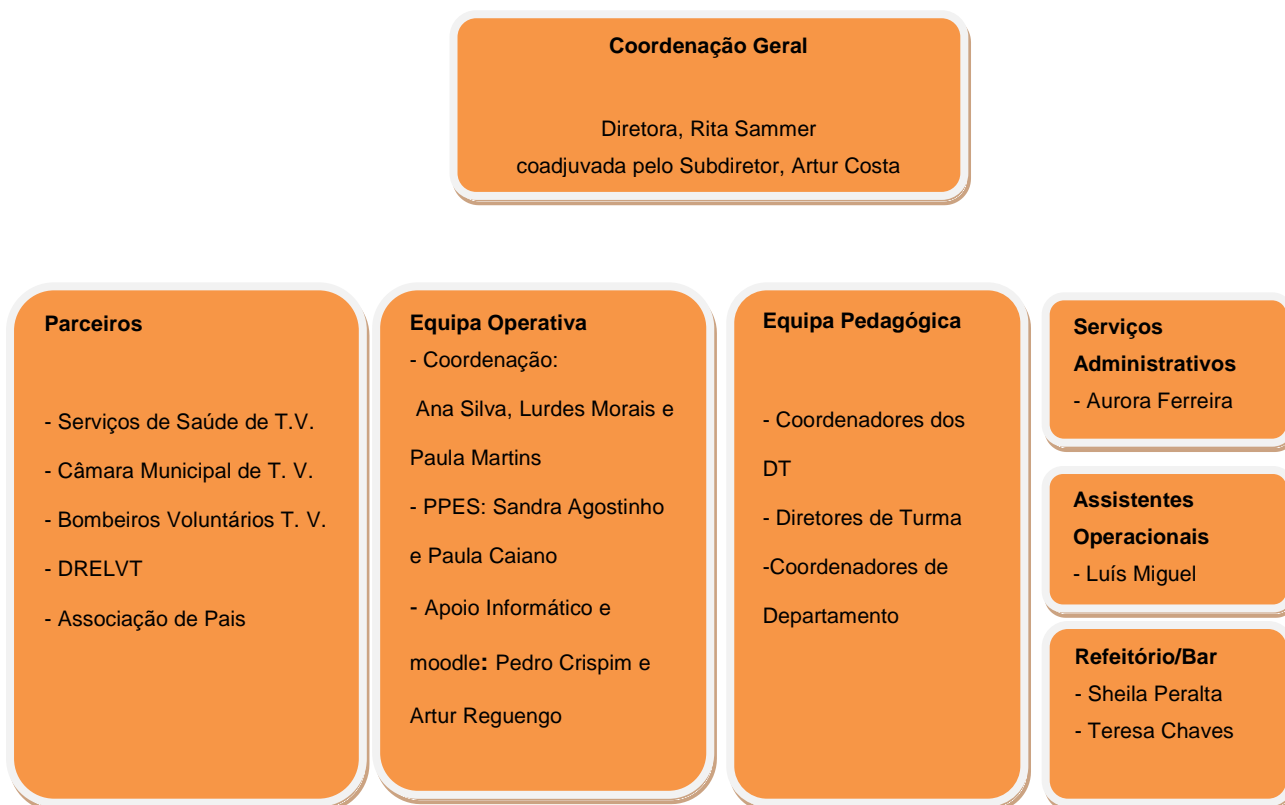 Coordenação Geral
Diretora, Rita Sammer
coadjuvada pelo Subdiretor, Artur Costa
Parceiros
- Serviços de Saúde de T.V.
- Câmara Municipal de T. V.
- Bombeiros Voluntários T. V.
- DRELVT
- Associação de Pais
Equipa Operativa
- Coordenação:
Ana Silva, Lurdes Morais e
Paula Martins
- PPES: Sandra Agostinho
e Paula Caiano
- Apoio Informático e
moodle: Pedro Crispim e
Artur Reguengo
Equipa Pedagógica
- Coordenadores dos
DT
- Diretores de Turma
-Coordenadores de
Departamento
Serviços
Administrativos
- Aurora Ferreira
Assistentes
Operacionais
- Luís Miguel
Refeitório/Bar
- Sheila Peralta
- Teresa Chaves